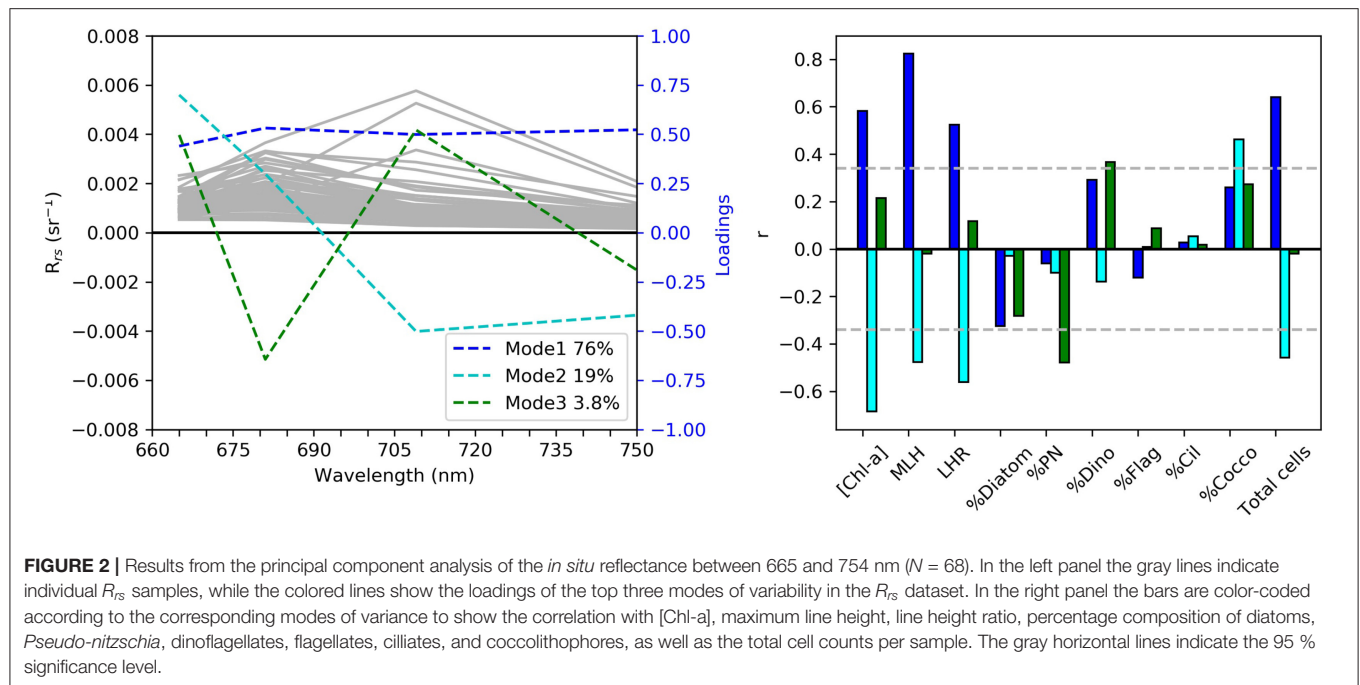 0.008
0.006
0.004
0.002
0.000
−0.002
−0.004
−0.006
−0.008
R_rs (sr⁻¹)
660 675 690 705 720 735 750
Wavelength (nm)
1.00
0.75
0.50
0.25
0.00
−0.25
−0.50
−0.75
−1.00
Loadings
Mode1 76%
Mode2 19%
Mode3 3.8%
0.8
0.6
0.4
0.2
0.0
−0.2
−0.4
−0.6
r
[Chl-a] MLH LHR %Diatom %PN %Dino %Flag %Cil %Cocco Total cells
FIGURE 2 | Results from the principal component analysis of the in situ reflectance between 665 and 754 nm (N = 68). In the left panel the gray lines indicate
individual R_rs samples, while the colored lines show the loadings of the top three modes of variability in the R_rs dataset. In the right panel the bars are color-coded
according to the corresponding modes of variance to show the correlation with [Chl-a], maximum line height, line height ratio, percentage composition of diatoms,
Pseudo-nitzschia, dinoflagellates, flagellates, cilliates, and coccolithophores, as well as the total cell counts per sample. The gray horizontal lines indicate the 95 %
significance level.